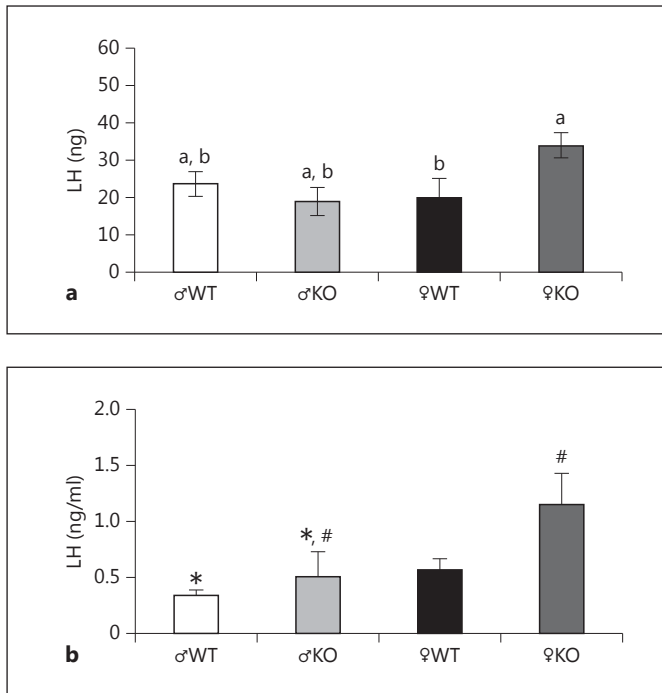 60
50
40
30
20
10
0
LH (ng)
a, b
a, b
b
a
a
♂WT
♂KO
♀WT
♀KO
2.0
1.5
1.0
0.5
0
LH (ng/ml)
*
*, #
#
b
♂WT
♂KO
♀WT
♀KO